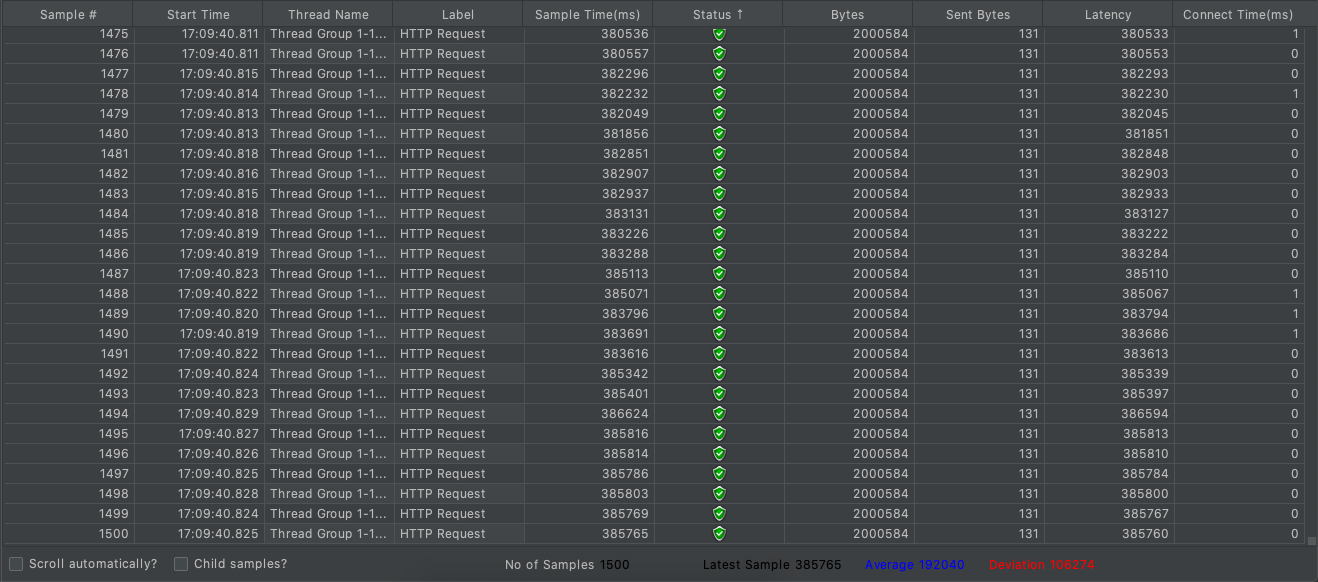 Sample # Start Time Thread Name Label Sample Time(ms) Status ↑ Bytes Sent Bytes Latency Connect Time(ms)
1475 17:09:40.811 Thread Group 1-1... HTTP Request 380536 2000584 131 380533 1
1476 17:09:40.811 Thread Group 1-1... HTTP Request 380557 2000584 131 380553 0
1477 17:09:40.815 Thread Group 1-1... HTTP Request 382296 2000584 131 382293 0
1478 17:09:40.814 Thread Group 1-1... HTTP Request 382232 2000584 131 382230 1
1479 17:09:40.813 Thread Group 1-1... HTTP Request 382049 2000584 131 382045 0
1480 17:09:40.813 Thread Group 1-1... HTTP Request 381856 2000584 131 381851 0
1481 17:09:40.818 Thread Group 1-1... HTTP Request 382851 2000584 131 382848 0
1482 17:09:40.816 Thread Group 1-1... HTTP Request 382907 2000584 131 382903 0
1483 17:09:40.815 Thread Group 1-1... HTTP Request 382937 2000584 131 382933 0
1484 17:09:40.818 Thread Group 1-1... HTTP Request 383131 2000584 131 383127 0
1485 17:09:40.819 Thread Group 1-1... HTTP Request 383226 2000584 131 383222 0
1486 17:09:40.819 Thread Group 1-1... HTTP Request 383288 2000584 131 383284 0
1487 17:09:40.823 Thread Group 1-1... HTTP Request 385113 2000584 131 385110 0
1488 17:09:40.822 Thread Group 1-1... HTTP Request 385071 2000584 131 385067 1
1489 17:09:40.820 Thread Group 1-1... HTTP Request 383796 2000584 131 383794 1
1490 17:09:40.819 Thread Group 1-1... HTTP Request 383691 2000584 131 383686 1
1491 17:09:40.822 Thread Group 1-1... HTTP Request 383616 2000584 131 383613 0
1492 17:09:40.824 Thread Group 1-1... HTTP Request 385342 2000584 131 385339 0
1493 17:09:40.823 Thread Group 1-1... HTTP Request 385401 2000584 131 385397 0
1494 17:09:40.829 Thread Group 1-1... HTTP Request 386624 2000584 131 386594 0
1495 17:09:40.827 Thread Group 1-1... HTTP Request 385816 2000584 131 385813 0
1496 17:09:40.826 Thread Group 1-1... HTTP Request 385814 2000584 131 385810 0
1497 17:09:40.825 Thread Group 1-1... HTTP Request 385786 2000584 131 385784 0
1498 17:09:40.828 Thread Group 1-1... HTTP Request 385803 2000584 131 385800 0
1499 17:09:40.824 Thread Group 1-1... HTTP Request 385769 2000584 131 385767 0
1500 17:09:40.825 Thread Group 1-1... HTTP Request 385765 2000584 131 385760 0
Scroll automatically? Child samples? No of Samples 1500 Latest Sample 385765 Average 192040 Deviation 106274